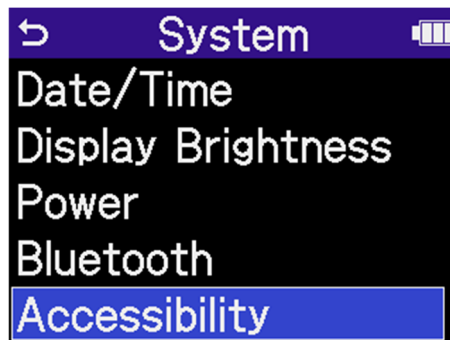 System
Date/Time
Display Brightness
Power
Bluetooth
Accessibility